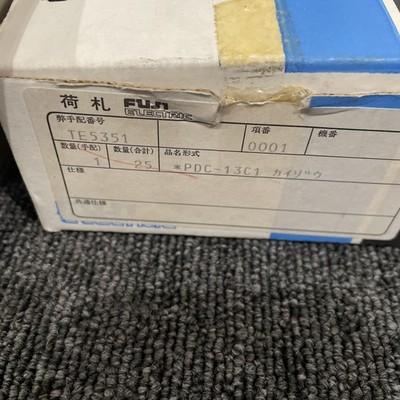 荷札 FUJI ELECTRIC
弊手配番号 項番 機番
TE5351 0001
数量(手配) 数量(合計) 品名形式
1 25 *PDC-13C1 カイゾウ
仕様
共通仕様